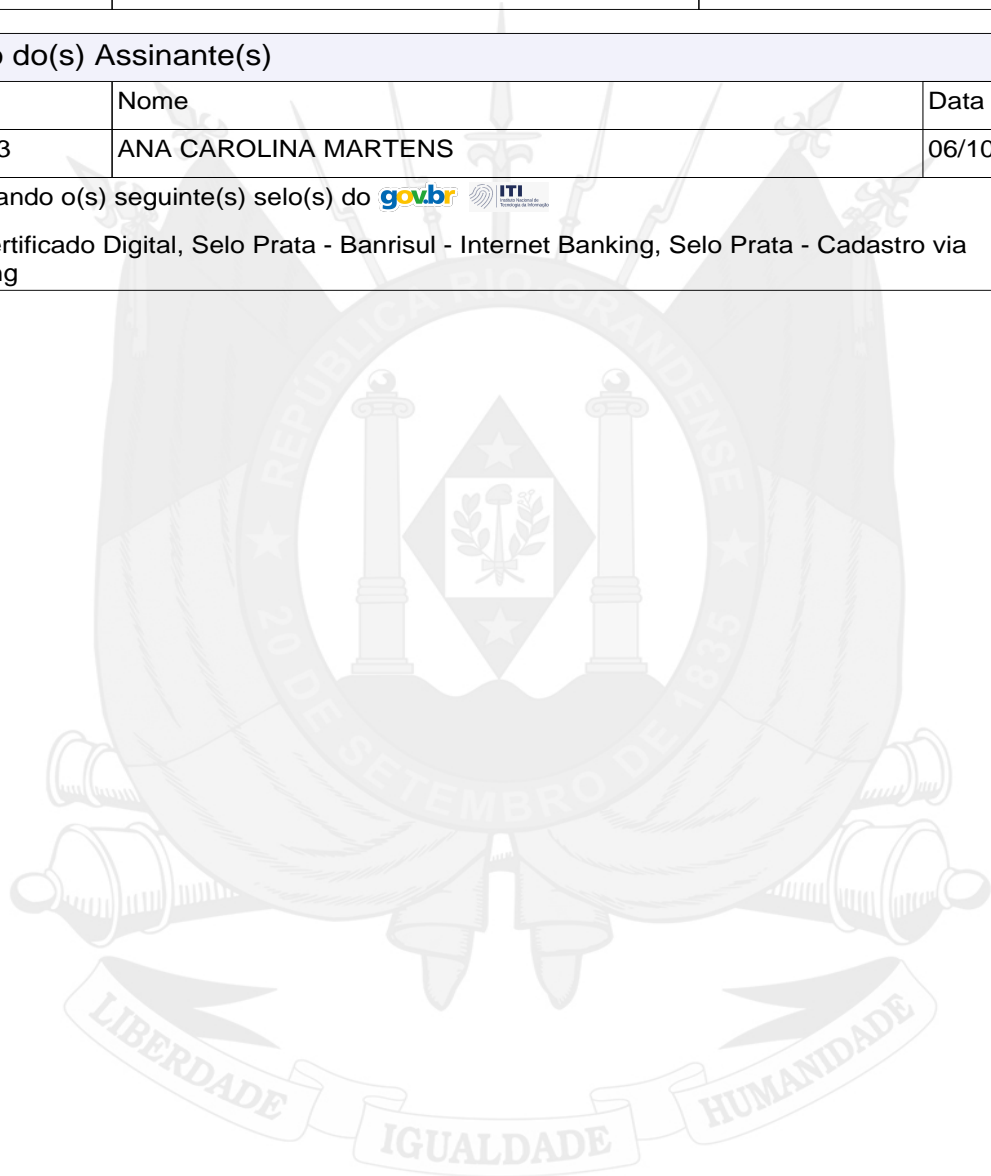 do(s) Assinante(s)
Nome Data
3 ANA CAROLINA MARTENS 06/10
ando o(s) seguinte(s) selo(s) do gov.br ITI
ertificado Digital, Selo Prata - Banrisul - Internet Banking, Selo Prata - Cadastro via
ng
REPÚBLICA RIO-GRANDENSE
20 DE SETEMBRO DE 1835
LIBERDADE IGUALDADE HUMANIDADE